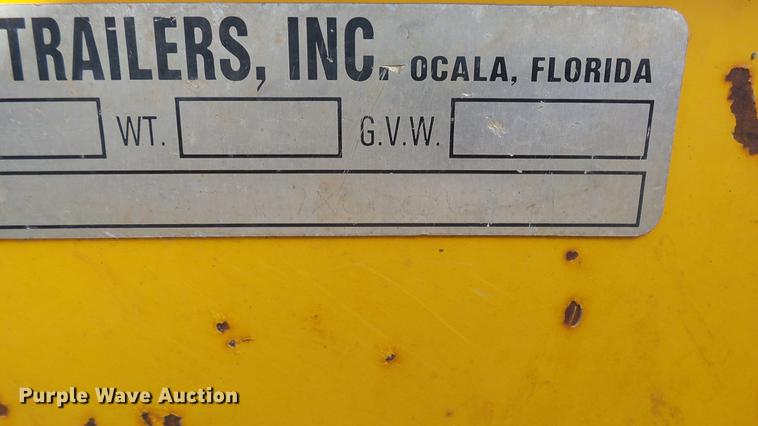 TRAILERS, INC. OCALA, FLORIDA
WT. G.V.W.
Purple Wave Auction